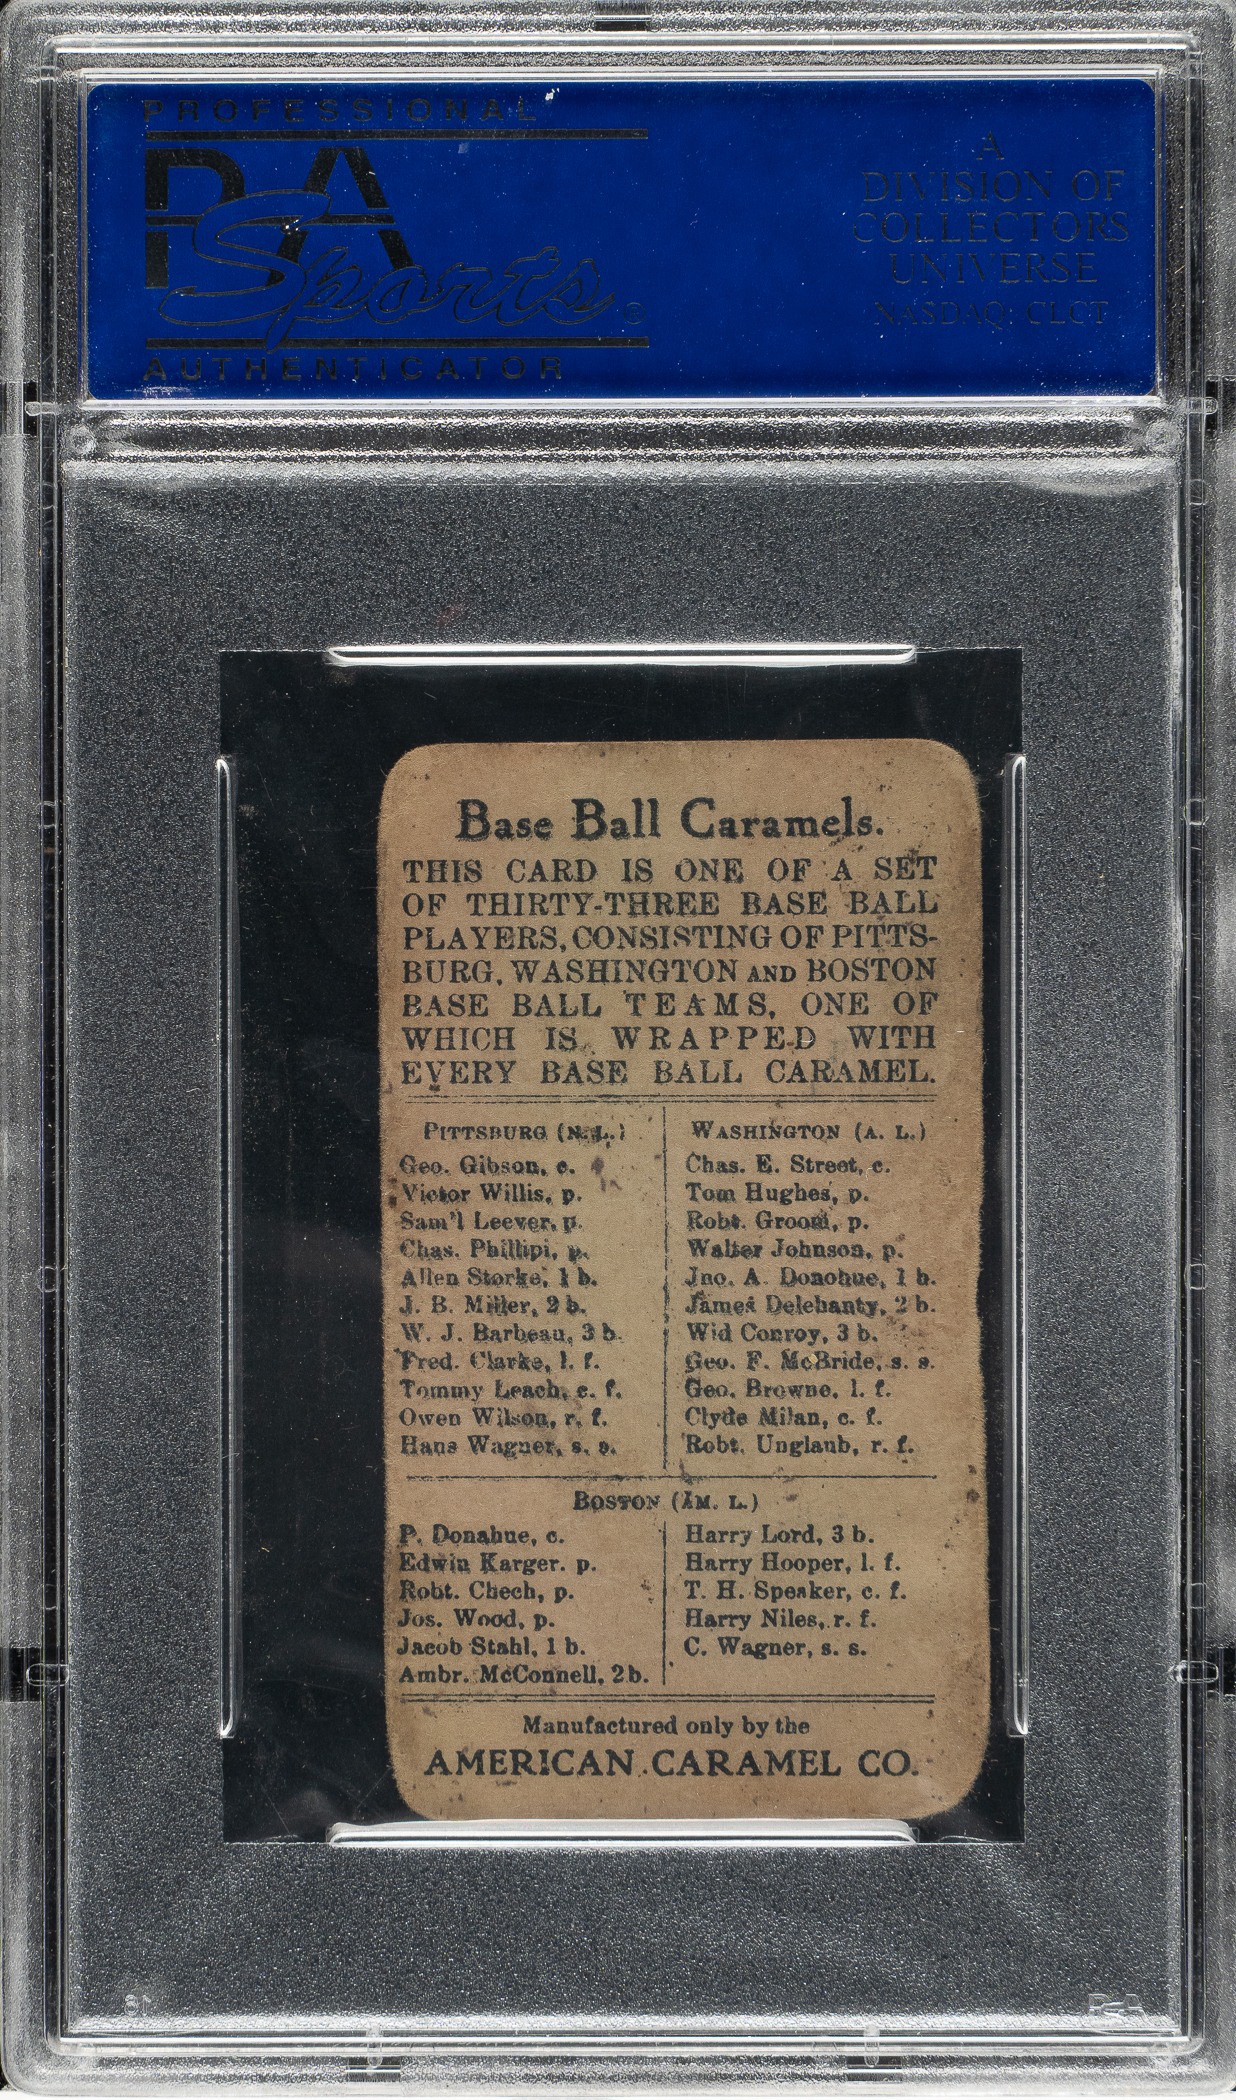 PROFESSIONAL
PSA
Sports ®
AUTHENTICATOR
A
DIVISION OF
COLLECTORS
UNIVERSE
NASDAQ: CLCT
Base Ball Caramels.
THIS CARD IS ONE OF A SET
OF THIRTY-THREE BASE BALL
PLAYERS, CONSISTING OF PITTS-
BURG, WASHINGTON AND BOSTON
BASE BALL TEAMS, ONE OF
WHICH IS WRAPPED WITH
EVERY BASE BALL CARAMEL.
PITTSBURG (N. L.)
Geo. Gibson, c.
Victor Willis, p.
Sam'l Leever, p.
Chas. Phillipi, p.
Allen Storke, 1 b.
J. B. Miller, 2 b.
W. J. Barbeau, 3 b.
Fred. Clarke, l. f.
Tommy Leach, c. f.
Owen Wilson, r. f.
Hans Wagner, s. s.
WASHINGTON (A. L.)
Chas. E. Street, c.
Tom Hughes, p.
Robt. Groom, p.
Walter Johnson, p.
Jno. A. Donohue, 1 b.
James Delehanty, 2 b.
Wid Conroy, 3 b.
Geo. F. McBride, s. s.
Geo. Browne, l. f.
Clyde Milan, c. f.
Robt. Unglaub, r. f.
BOSTON (AM. L.)
P. Donahue, c.
Edwin Karger. p.
Robt. Chech, p.
Jos. Wood, p.
Jacob Stahl, 1 b.
Ambr. McConnell, 2 b.
Harry Lord, 3 b.
Harry Hooper, l. f.
T. H. Speaker, c. f.
Harry Niles, r. f.
C. Wagner, s. s.
Manufactured only by the
AMERICAN CARAMEL CO.
81
PSA